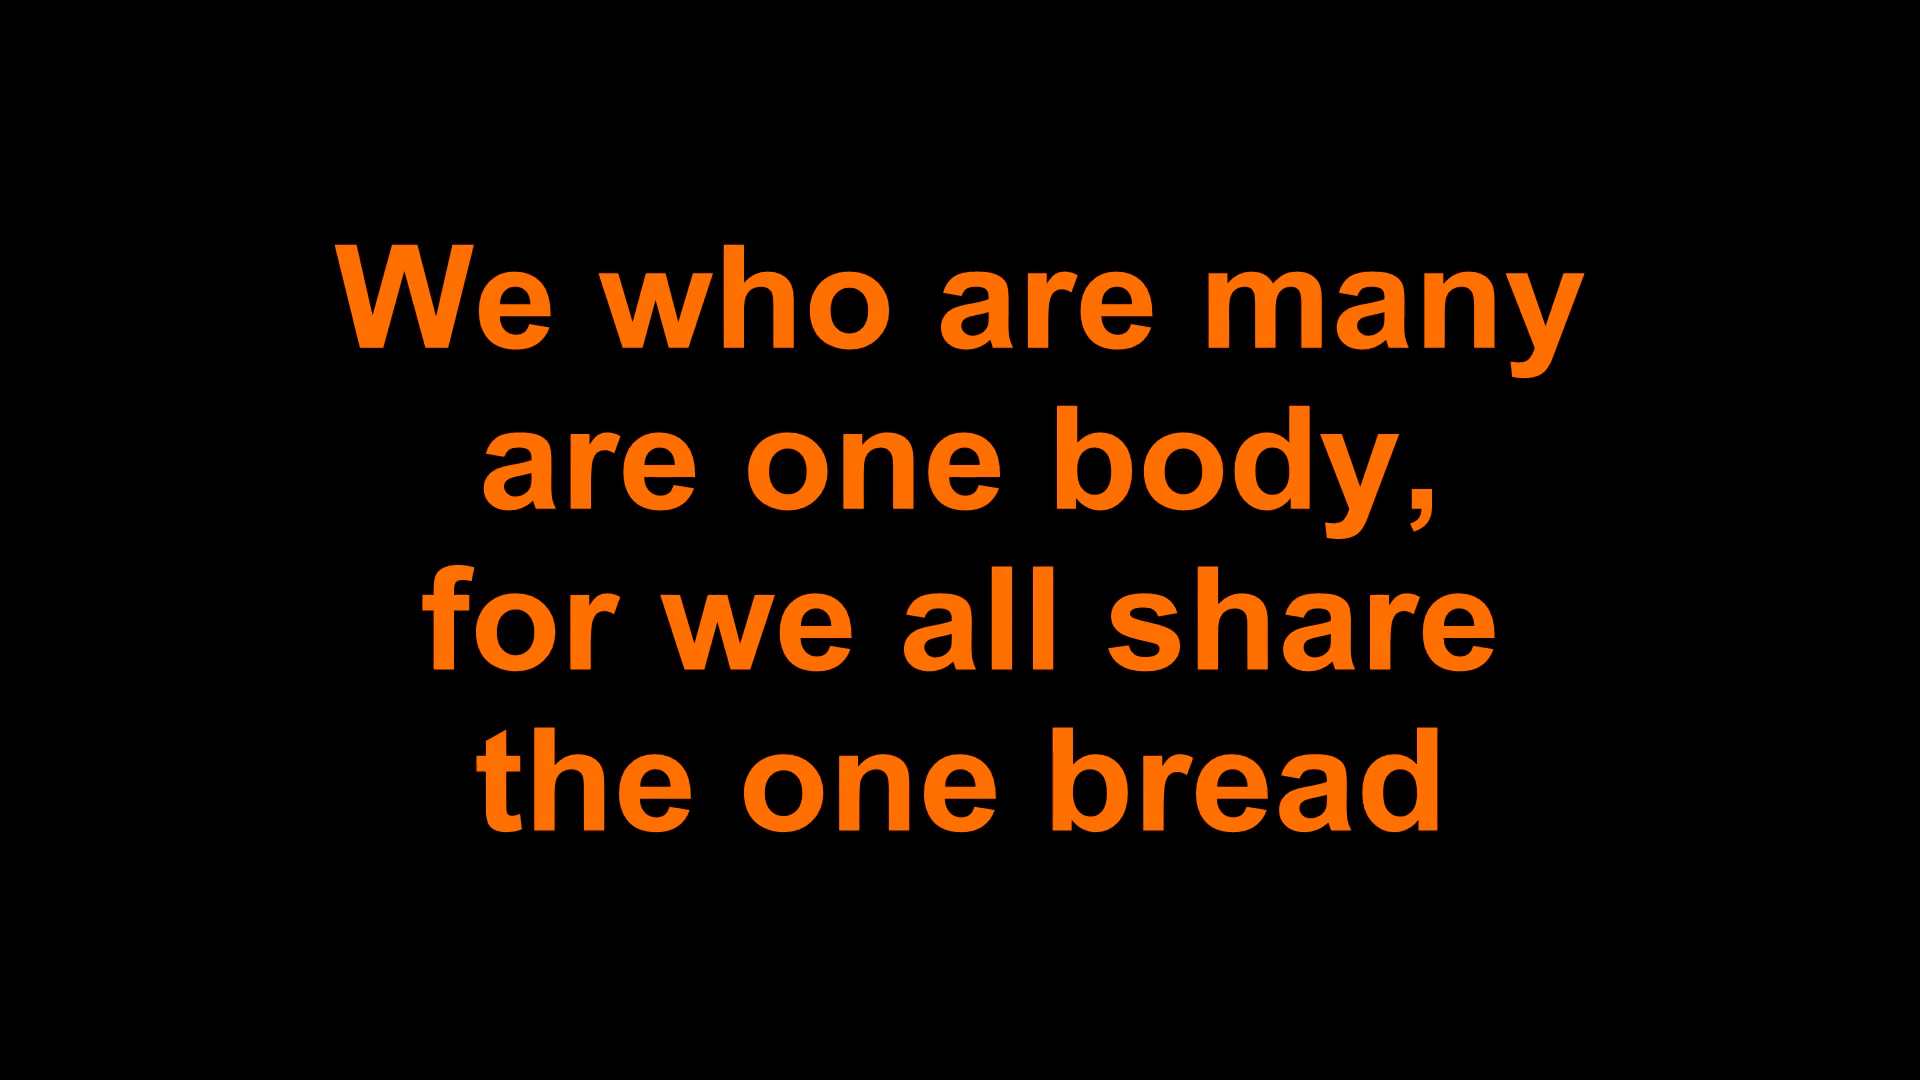 We who are many
are one body,
for we all share
the one bread